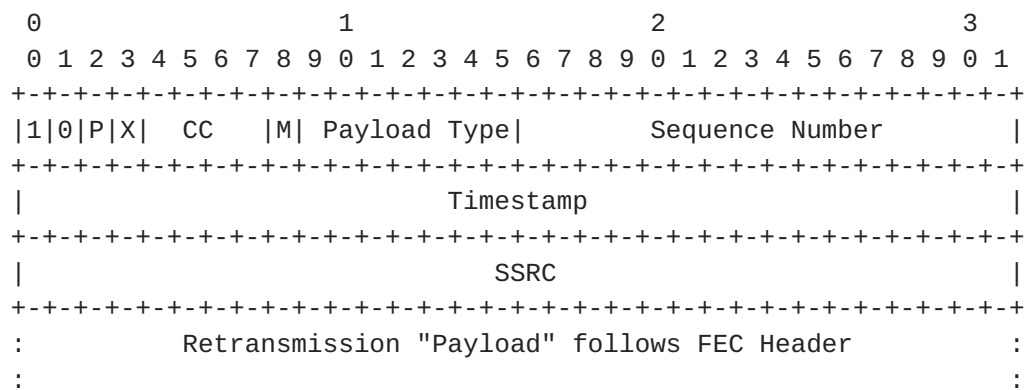 0                   1                   2                   3
 0 1 2 3 4 5 6 7 8 9 0 1 2 3 4 5 6 7 8 9 0 1 2 3 4 5 6 7 8 9 0 1
+-+-+-+-+-+-+-+-+-+-+-+-+-+-+-+-+-+-+-+-+-+-+-+-+-+-+-+-+-+-+-+-+
|1|0|P|X|  CC   |M| Payload Type|        Sequence Number        |
+-+-+-+-+-+-+-+-+-+-+-+-+-+-+-+-+-+-+-+-+-+-+-+-+-+-+-+-+-+-+-+-+
|                           Timestamp                           |
+-+-+-+-+-+-+-+-+-+-+-+-+-+-+-+-+-+-+-+-+-+-+-+-+-+-+-+-+-+-+-+-+
|                              SSRC                             |
+-+-+-+-+-+-+-+-+-+-+-+-+-+-+-+-+-+-+-+-+-+-+-+-+-+-+-+-+-+-+-+-+
:          Retransmission "Payload" follows FEC Header          :
:                                                               :